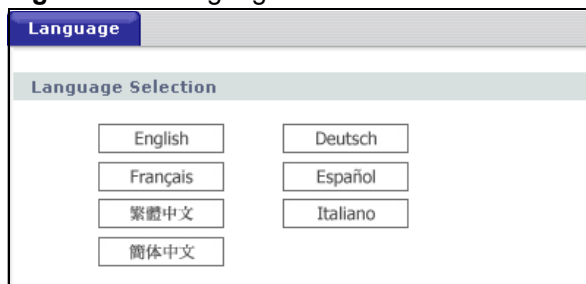 Language
Language Selection
English
Deutsch
Français
Español
繁體中文
Italiano
簡体中文